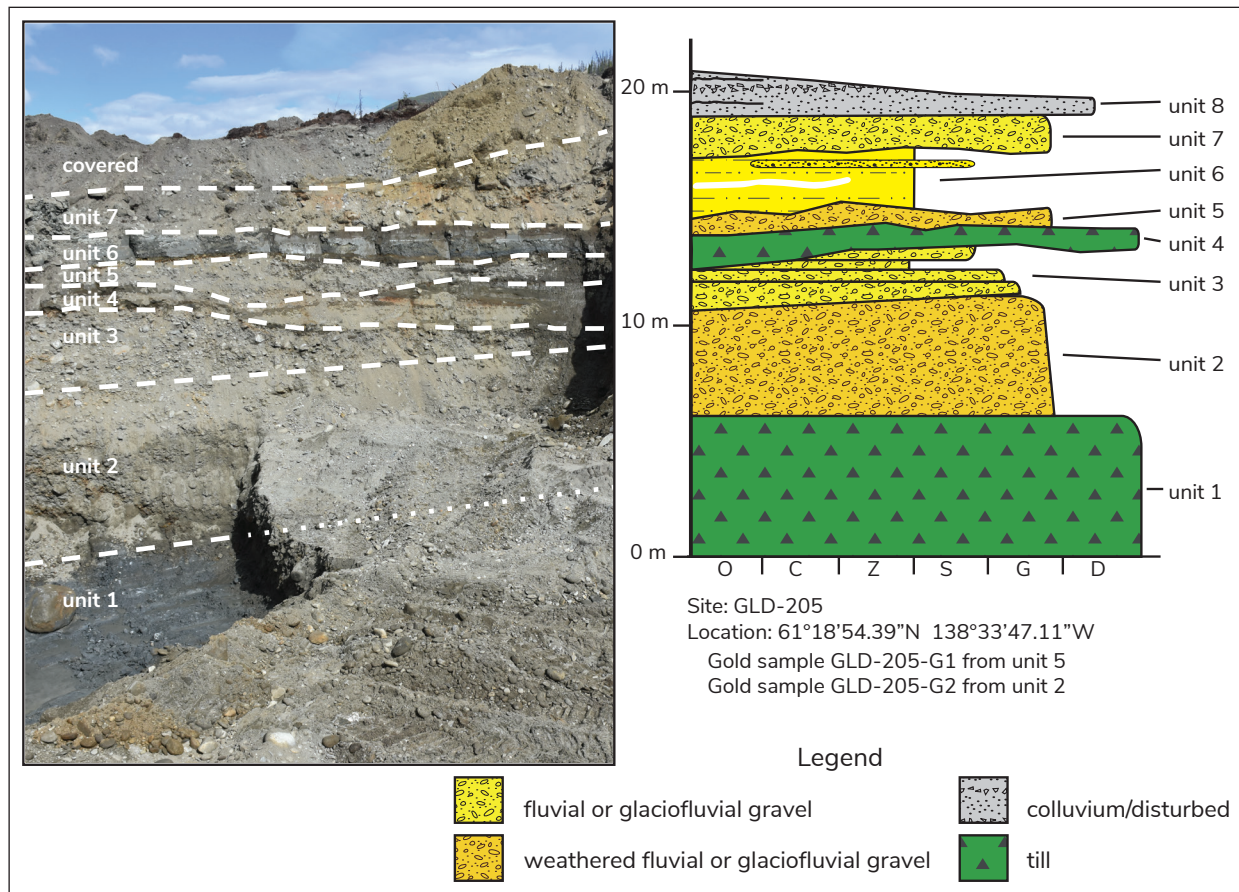 covered
unit 7
unit 6
unit 5
unit 4
unit 3
unit 2
unit 1
20 m
10 m
0 m
O C Z S G D
unit 8
unit 7
unit 6
unit 5
unit 4
unit 3
unit 2
unit 1
Site: GLD-205
Location: 61°18’54.39”N 138°33’47.11”W
Gold sample GLD-205-G1 from unit 5
Gold sample GLD-205-G2 from unit 2
Legend
fluvial or glaciofluvial gravel
weathered fluvial or glaciofluvial gravel
colluvium/disturbed
till